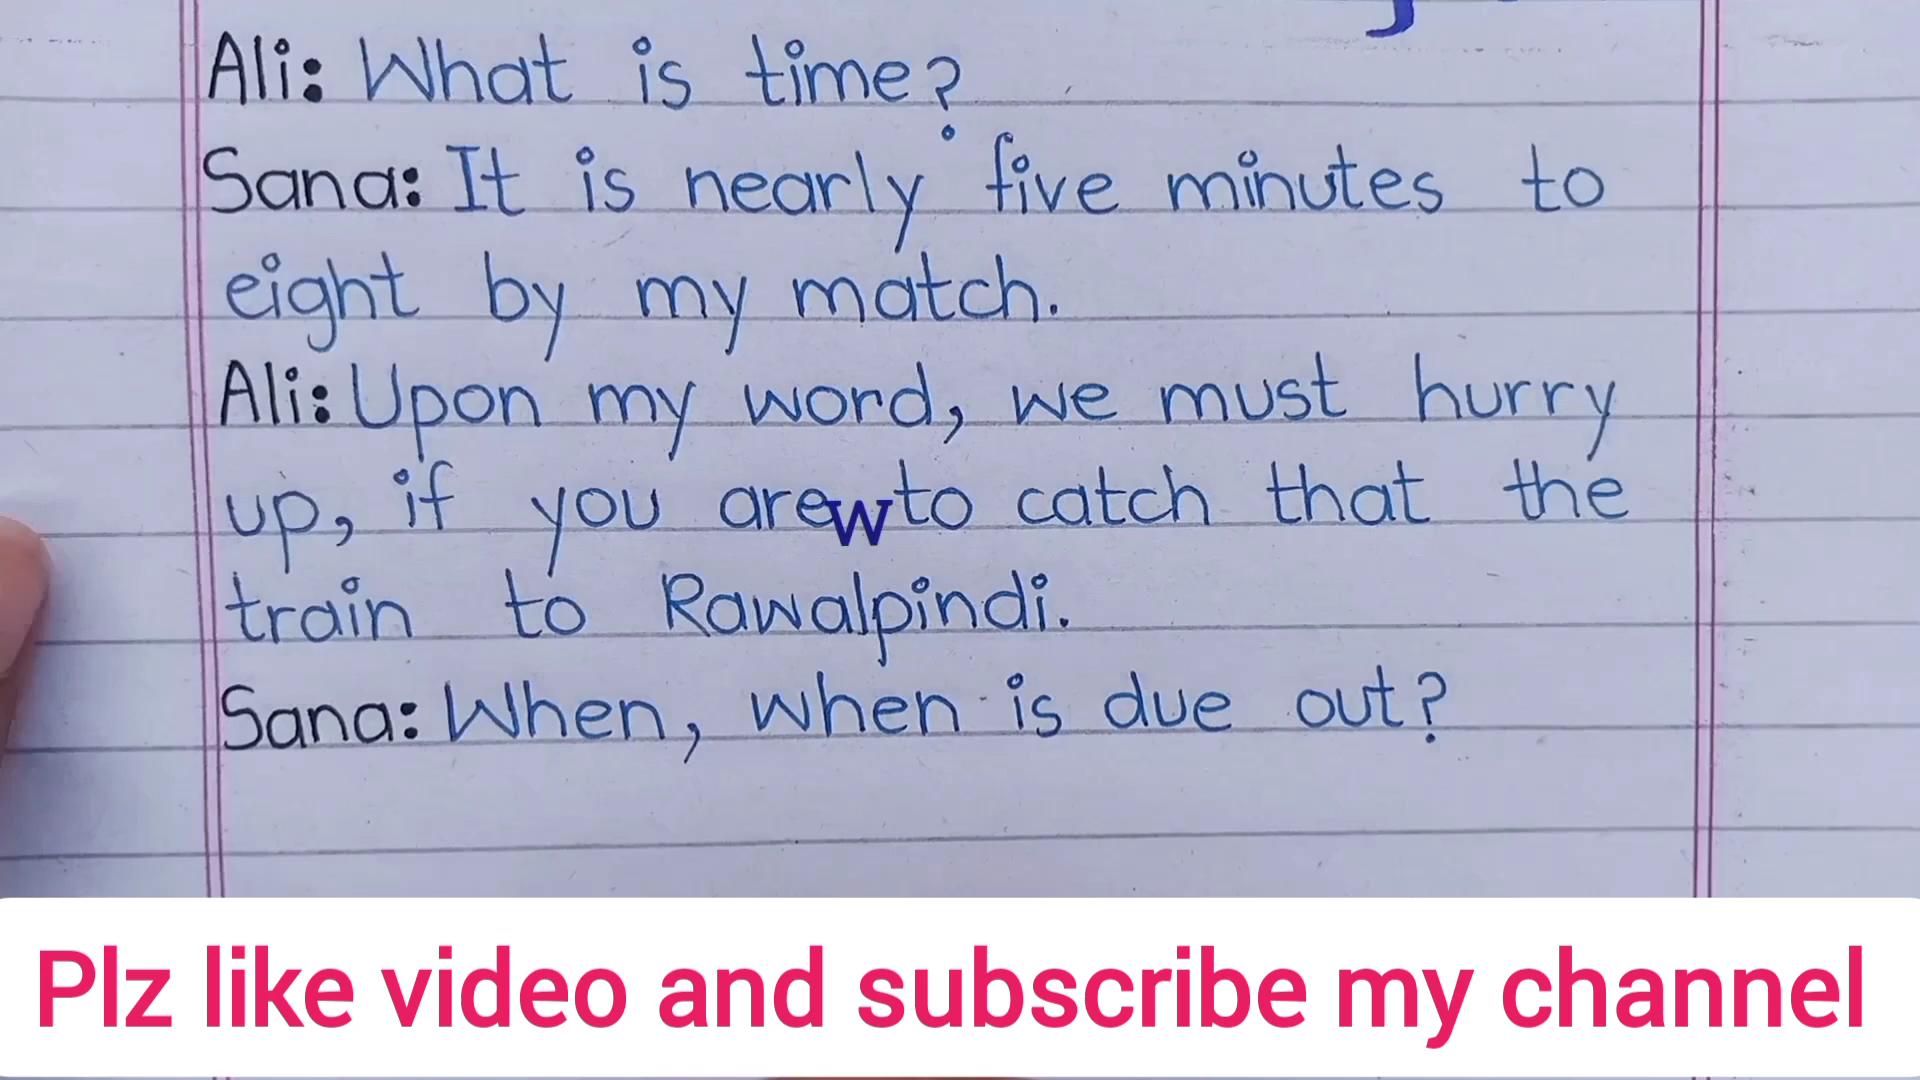 Ali: What is time?
Sana: It is nearly five minutes to
eight by my match.
Ali: Upon my word, we must hurry
up, if you are to catch that the
w
train to Rawalpindi.
Sana: When, when is due out?
Plz like video and subscribe my channel